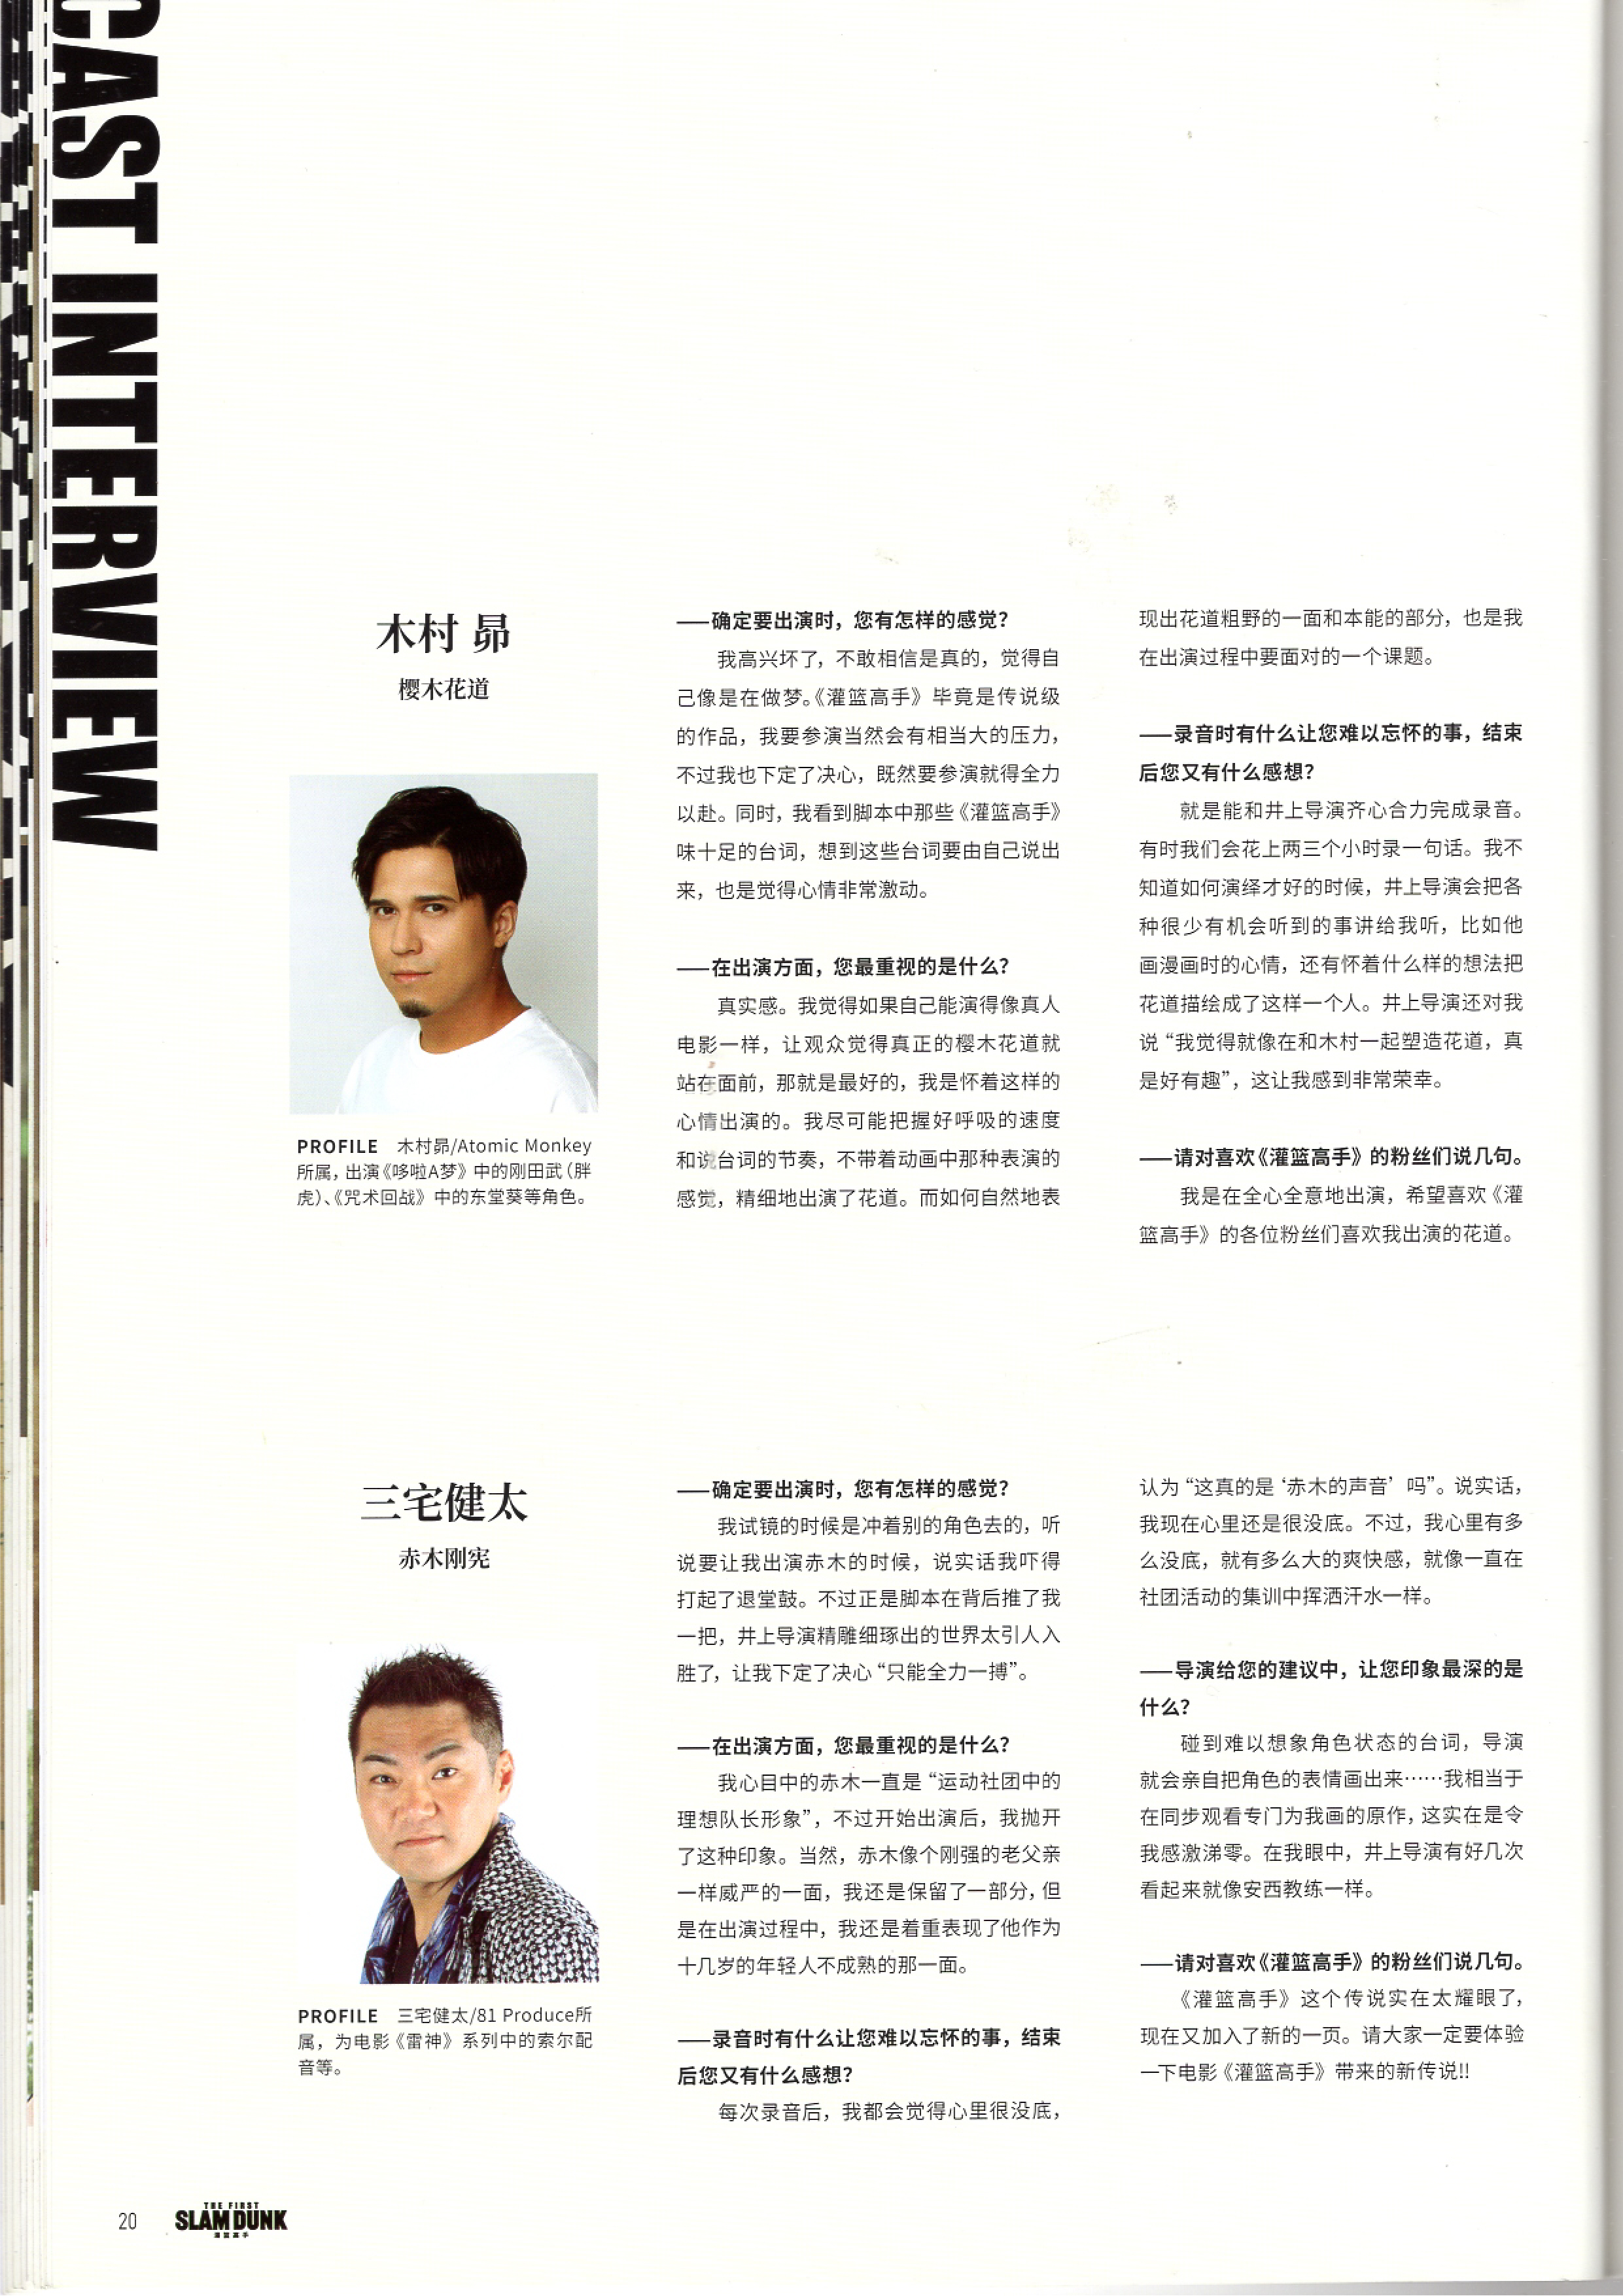 CAST INTERVIEW
木村 昴
樱木花道
PROFILE 木村昴/Atomic Monkey
所属，出演《哆啦A梦》中的刚田武（胖
虎）、《咒术回战》中的东堂葵等角色。
——确定要出演时，您有怎样的感觉？
我高兴坏了，不敢相信是真的，觉得自
己像是在做梦。《灌篮高手》毕竟是传说级
的作品，我要参演当然会有相当大的压力，
不过我也下定了决心，既然要参演就得全力
以赴。同时，我看到脚本中那些《灌篮高手》
味十足的台词，想到这些台词要由自己说出
来，也是觉得心情非常激动。
——在出演方面，您最重视的是什么？
真实感。我觉得如果自己能演得像真人
电影一样，让观众觉得真正的樱木花道就
站在面前，那就是最好的，我是怀着这样的
心情出演的。我尽可能把握好呼吸的速度
和说台词的节奏，不带着动画中那种表演的
感觉，精细地出演了花道。而如何自然地表
现出花道粗野的一面和本能的部分，也是我
在出演过程中要面对的一个课题。
——录音时有什么让您难以忘怀的事，结束
后您又有什么感想？
就是能和井上导演齐心合力完成录音。
有时我们会花上两三个小时录一句话。我不
知道如何演绎才好的时候，井上导演会把各
种很少有机会听到的事讲给我听，比如他
画漫画时的心情，还有怀着什么样的想法把
花道描绘成了这样一个人。井上导演还对我
说“我觉得就像在和木村一起塑造花道，真
是好有趣”，这让我感到非常荣幸。
——请对喜欢《灌篮高手》的粉丝们说几句。
我是在全心全意地出演，希望喜欢《灌
篮高手》的各位粉丝们喜欢我出演的花道。
三宅健太
赤木刚宪
PROFILE 三宅健太/81 Produce所
属，为电影《雷神》系列中的索尔配
音等。
——确定要出演时，您有怎样的感觉？
我试镜的时候是冲着别的角色去的，听
说要让我出演赤木的时候，说实话我吓得
打起了退堂鼓。不过正是脚本在背后推了我
一把，井上导演精雕细琢出的世界太引人入
胜了，让我下定了决心“只能全力一搏”。
——在出演方面，您最重视的是什么？
我心目中的赤木一直是“运动社团中的
理想队长形象”，不过开始出演后，我抛开
了这种印象。当然，赤木像个刚强的老父亲
一样威严的一面，我还是保留了一部分，但
是在出演过程中，我还是着重表现了他作为
十几岁的年轻人不成熟的那一面。
——录音时有什么让您难以忘怀的事，结束
后您又有什么感想？
每次录音后，我都会觉得心里很没底，
认为“这真的是‘赤木的声音’吗”。说实话，
我现在心里还是很没底。不过，我心里有多
么没底，就有多么大的爽快感，就像一直在
社团活动的集训中挥洒汗水一样。
——导演给您的建议中，让您印象最深的是
什么？
碰到难以想象角色状态的台词，导演
就会亲自把角色的表情画出来……我相当于
在同步观看专门为我画的原作，这实在是令
我感激涕零。在我眼中，井上导演有好几次
看起来就像安西教练一样。
——请对喜欢《灌篮高手》的粉丝们说几句。
《灌篮高手》这个传说实在太耀眼了，
现在又加入了新的一页。请大家一定要体验
一下电影《灌篮高手》带来的新传说!!
20
THE FIRST
SLAM DUNK
灌篮高手